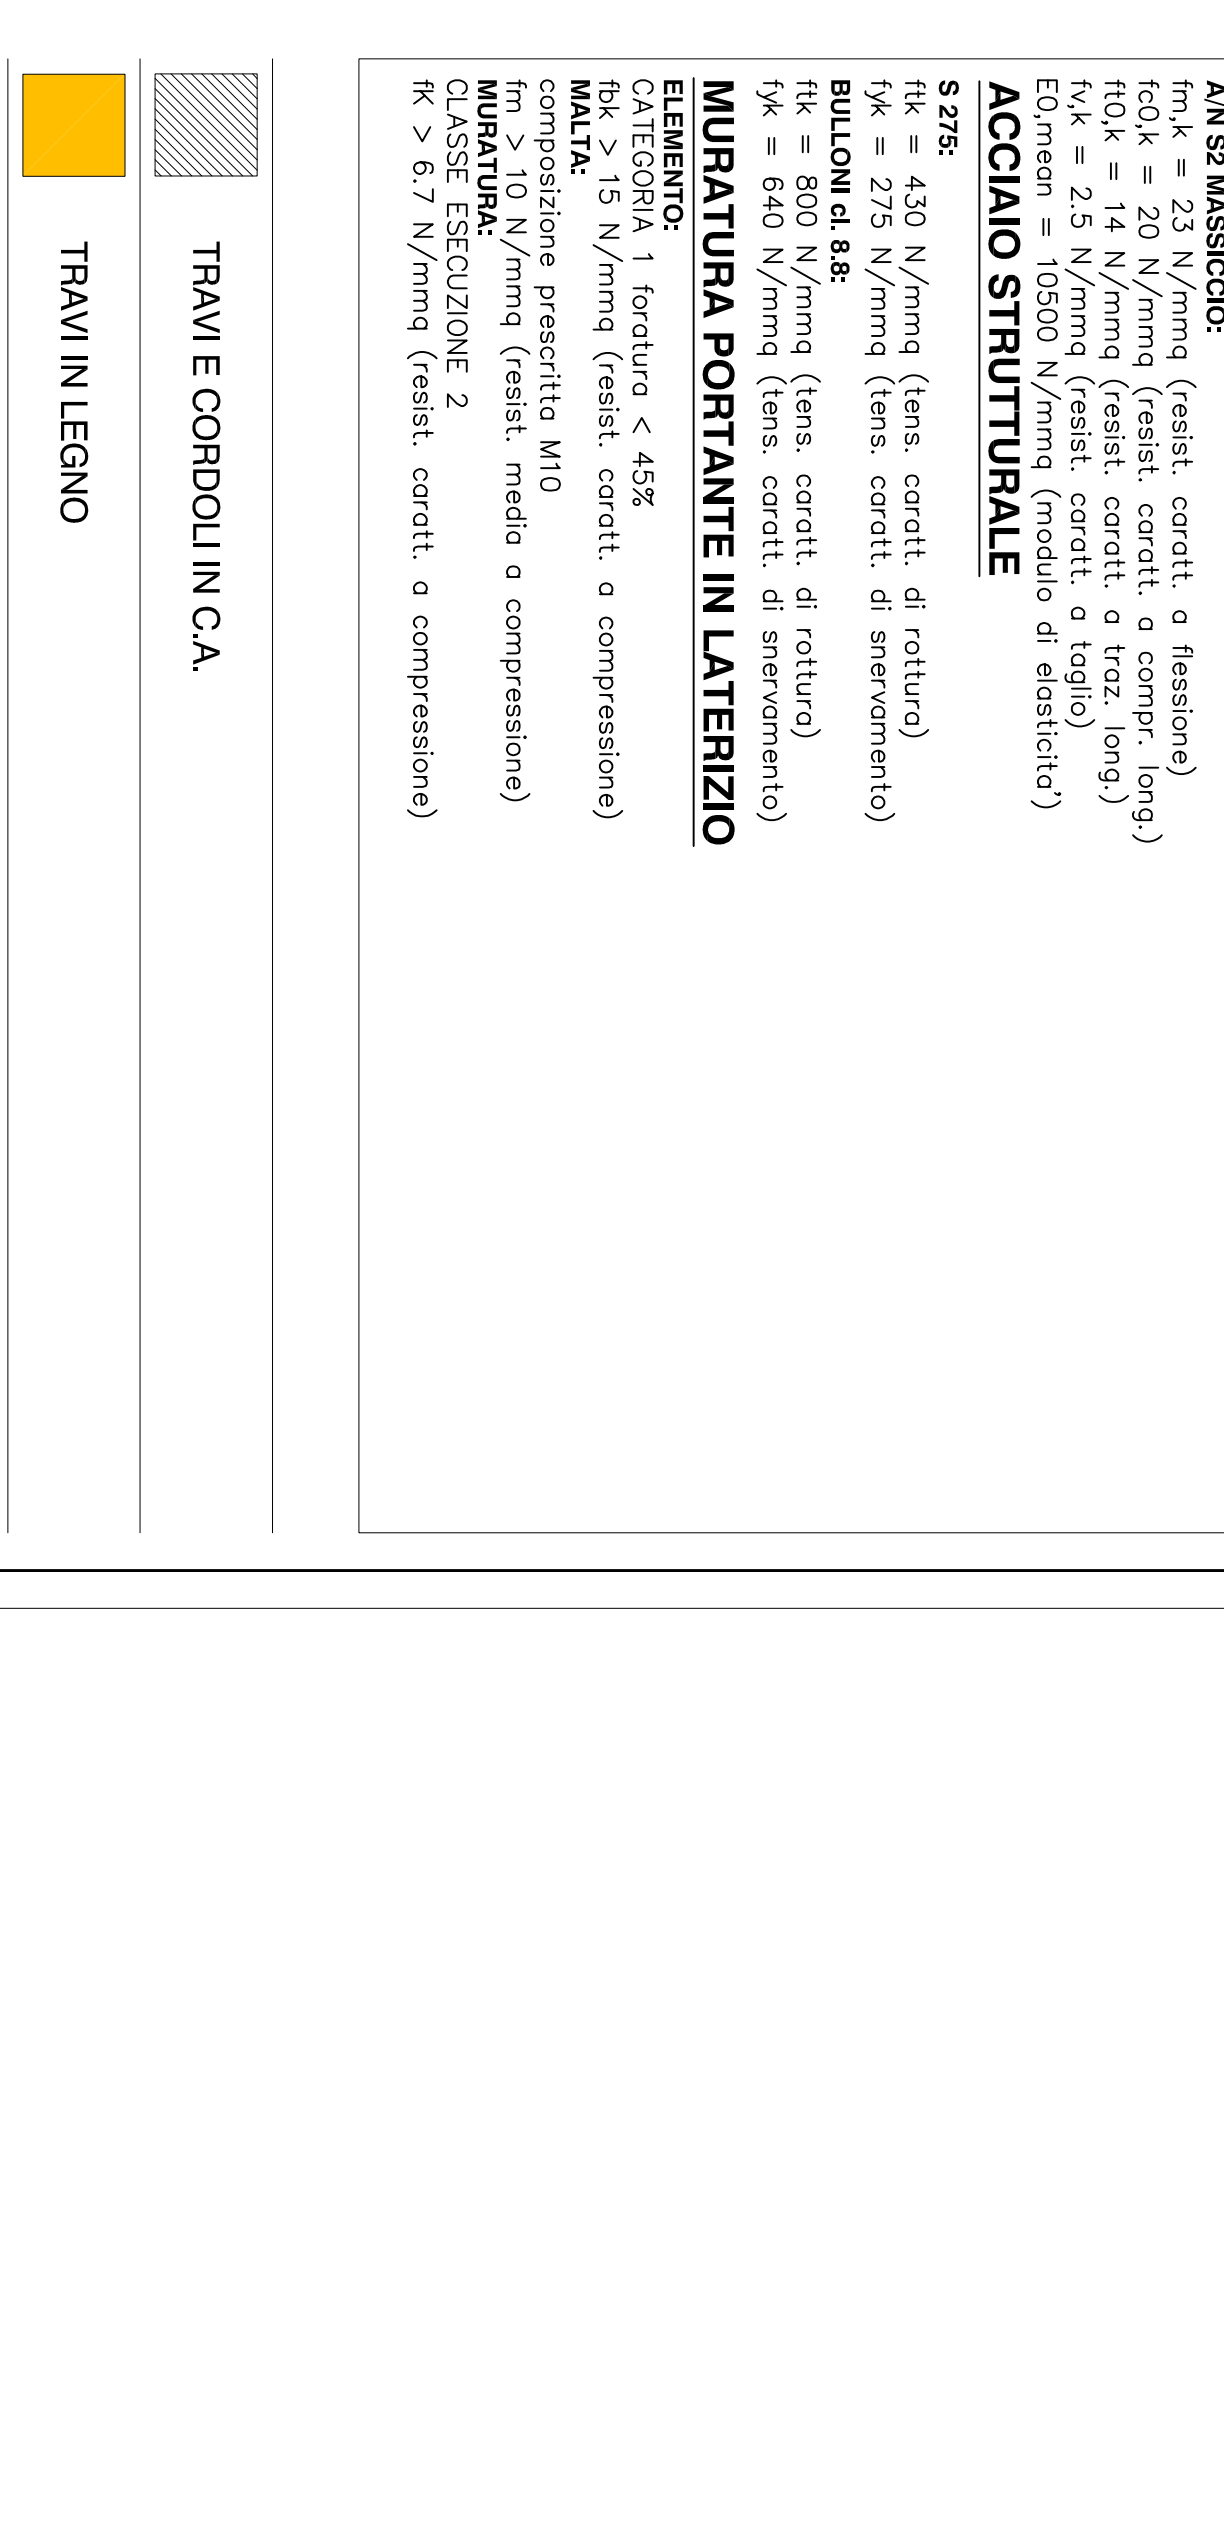 A/N S2 MASSICCIO:
fm,k = 23 N/mmq (resist. caratt. a flessione)
fc0,k = 20 N/mmq (resist. caratt. a compr. long.)
ft0,k = 14 N/mmq (resist. caratt. a traz. long.)
fv,k = 2.5 N/mmq (resist. caratt. a taglio)
E0,mean = 10500 N/mmq (modulo di elasticita')
ACCIAIO STRUTTURALE
S 275:
ftk = 430 N/mmq (tens. caratt. di rottura)
fyk = 275 N/mmq (tens. caratt. di snervamento)
BULLONI cl. 8.8:
ftk = 800 N/mmq (tens. caratt. di rottura)
fyk = 640 N/mmq (tens. caratt. di snervamento)
MURATURA PORTANTE IN LATERIZIO
ELEMENTO:
CATEGORIA 1 foratura < 45%
fbk > 15 N/mmq (resist. caratt. a compressione)
MALTA:
composizione prescritta M10
fm > 10 N/mmq (resist. media a compressione)
MURATURA:
CLASSE ESECUZIONE 2
fK > 6.7 N/mmq (resist. caratt. a compressione)
TRAVI E CORDOLI IN C.A.
TRAVI IN LEGNO